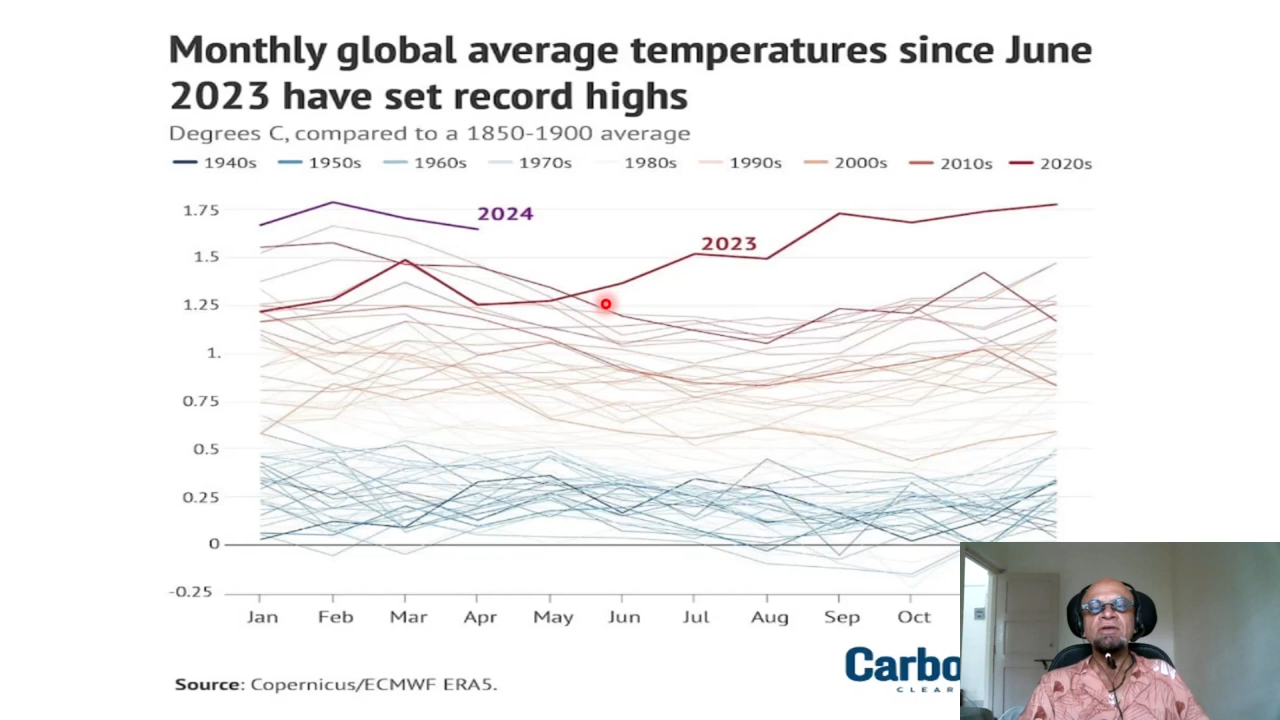 Monthly global average temperatures since June
2023 have set record highs
Degrees C, compared to a 1850-1900 average
1940s 1950s 1960s 1970s 1980s 1990s 2000s 2010s 2020s
1.75
2024
2023
1.5
1.25
1.
0.75
0.5
0.25
0
-0.25
Jan Feb Mar Apr May Jun Jul Aug Sep Oct
Carbo
CLEAR
Source: Copernicus/ECMWF ERA5.